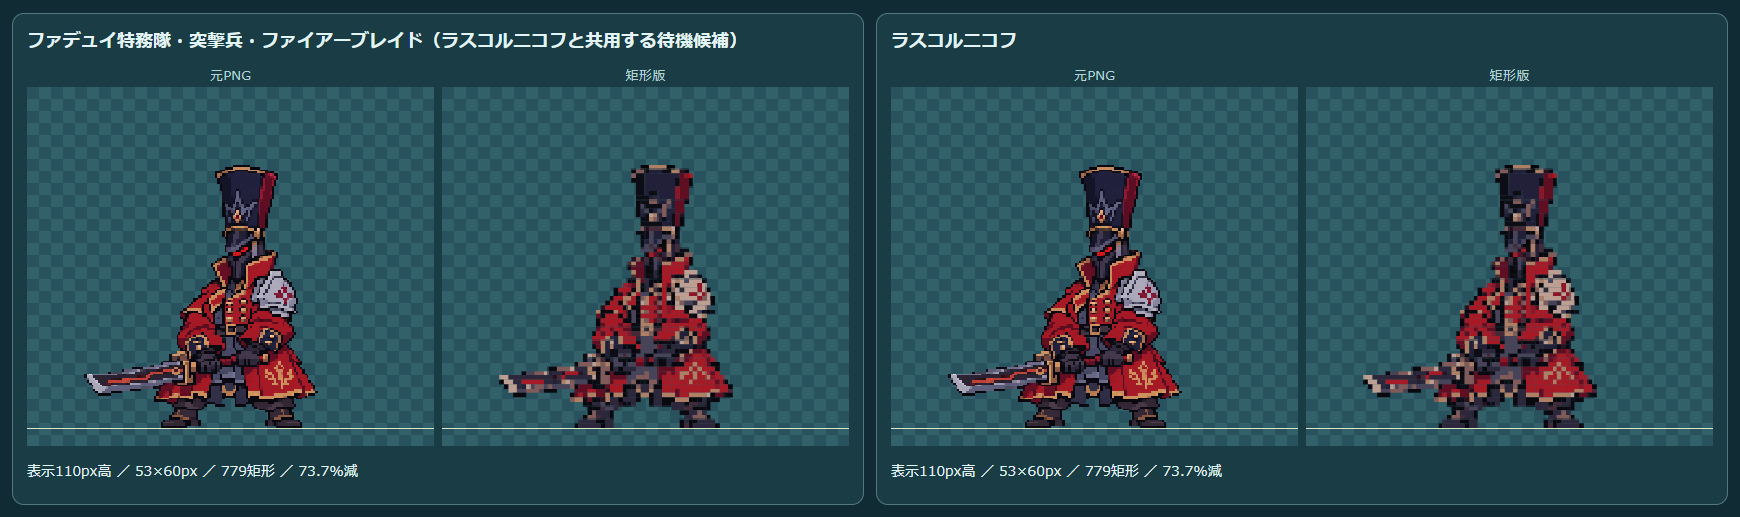 ファデュイ特務隊・突撃兵・ファイアーブレイド（ラスコルニコフと共用する待機候補）
元PNG
矩形版
表示110px高 ／ 53×60px ／ 779矩形 ／ 73.7%減
ラスコルニコフ
元PNG
矩形版
表示110px高 ／ 53×60px ／ 779矩形 ／ 73.7%減